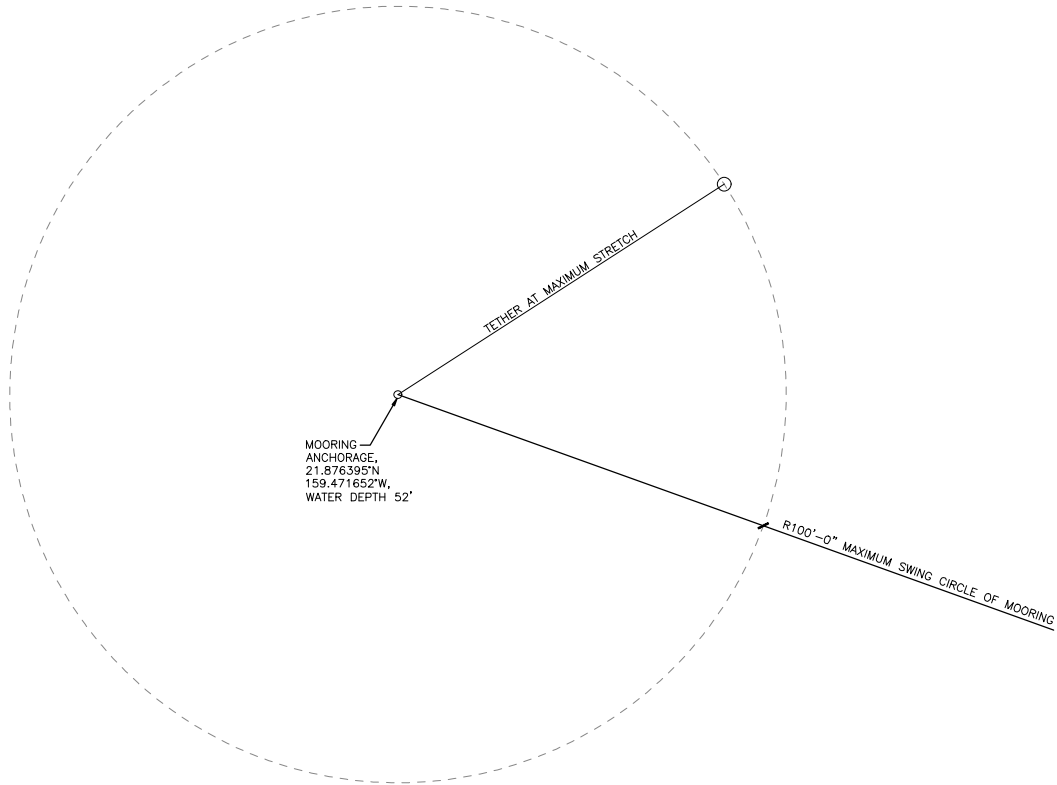 TETHER AT MAXIMUM STRETCH
MOORING
ANCHORAGE,
21.876395°N
159.471652°W,
WATER DEPTH 52'
R100'-0" MAXIMUM SWING CIRCLE OF MOORING